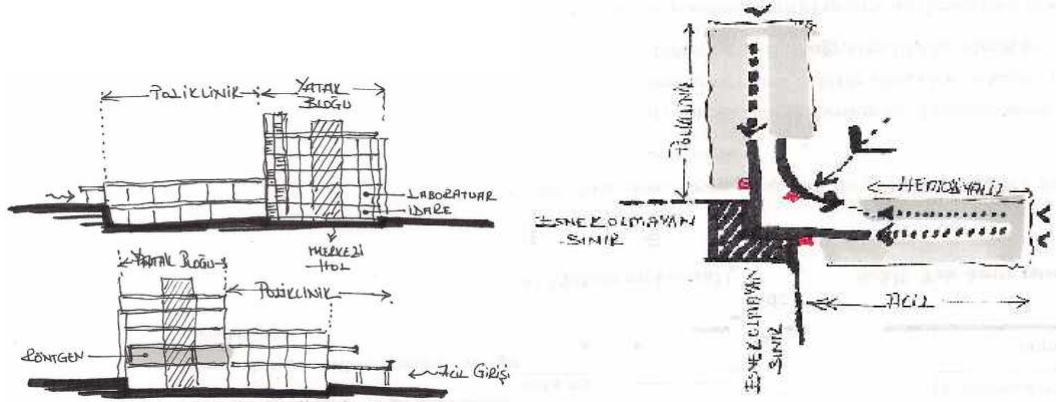 POLİKLİNİK
YATAK
BLOĞU
LABORATUAR
İDARE
MERKEZİ
HOL
YATAK BLOĞU
POLİKLİNİK
RÖNTGEN
ACİL GİRİŞİ
POLİKLİNİK
HEMODİYALİZ
ESNEK OLMAYAN
SINIR
ACİL
ESNEK OLMAYAN
SINIR